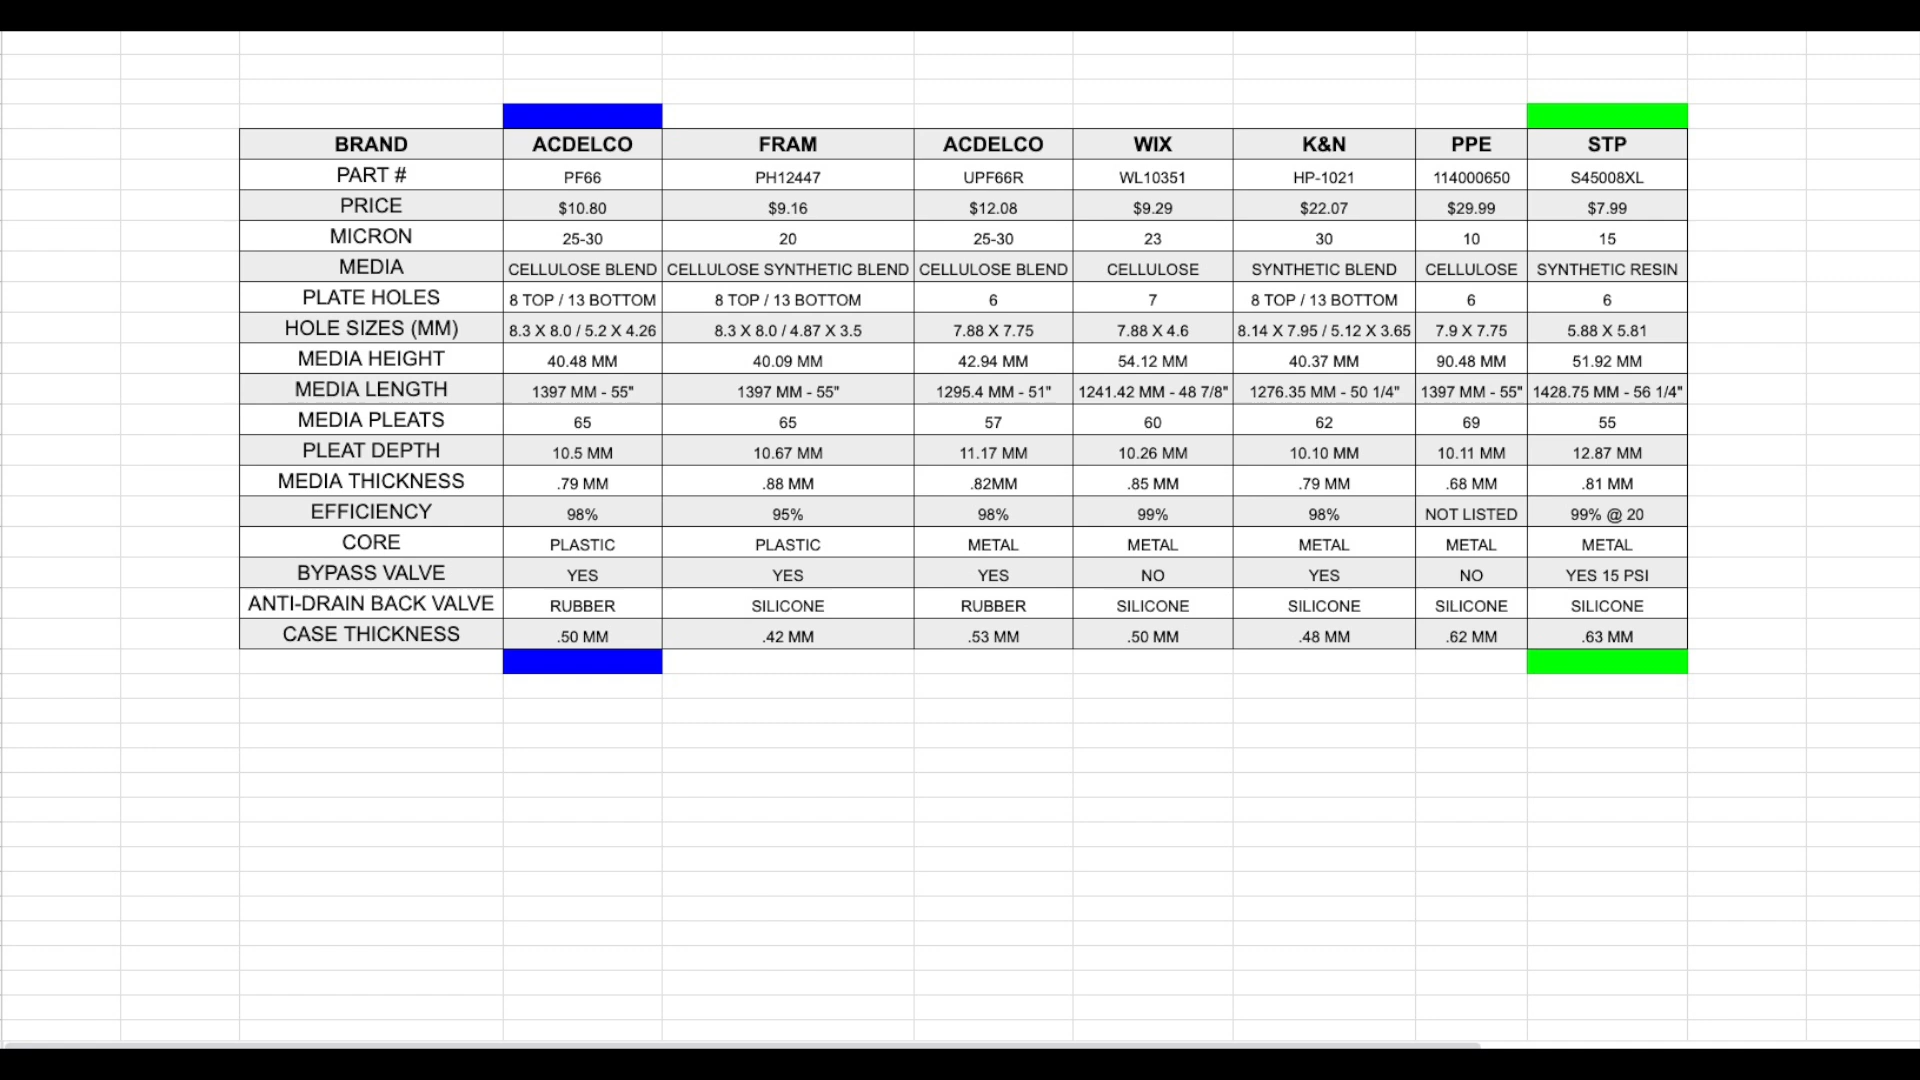 BRAND ACDELCO FRAM ACDELCO WIX K&N PPE STP
PART # PF66 PH12447 UPF66R WL10351 HP-1021 114000650 S45008XL
PRICE $10.80 $9.16 $12.08 $9.29 $22.07 $29.99 $7.99
MICRON 25-30 20 25-30 23 30 10 15
MEDIA CELLULOSE BLEND CELLULOSE SYNTHETIC BLEND CELLULOSE BLEND CELLULOSE SYNTHETIC BLEND CELLULOSE SYNTHETIC RESIN
PLATE HOLES 8 TOP / 13 BOTTOM 8 TOP / 13 BOTTOM 6 7 8 TOP / 13 BOTTOM 6 6
HOLE SIZES (MM) 8.3 X 8.0 / 5.2 X 4.26 8.3 X 8.0 / 4.87 X 3.5 7.88 X 7.75 7.88 X 4.6 8.14 X 7.95 / 5.12 X 3.65 7.9 X 7.75 5.88 X 5.81
MEDIA HEIGHT 40.48 MM 40.09 MM 42.94 MM 54.12 MM 40.37 MM 90.48 MM 51.92 MM
MEDIA LENGTH 1397 MM - 55" 1397 MM - 55" 1295.4 MM - 51" 1241.42 MM - 48 7/8" 1276.35 MM - 50 1/4" 1397 MM - 55" 1428.75 MM - 56 1/4"
MEDIA PLEATS 65 65 57 60 62 69 55
PLEAT DEPTH 10.5 MM 10.67 MM 11.17 MM 10.26 MM 10.10 MM 10.11 MM 12.87 MM
MEDIA THICKNESS .79 MM .88 MM .82MM .85 MM .79 MM .68 MM .81 MM
EFFICIENCY 98% 95% 98% 99% 98% NOT LISTED 99% @ 20
CORE PLASTIC PLASTIC METAL METAL METAL METAL METAL
BYPASS VALVE YES YES YES NO YES NO YES 15 PSI
ANTI-DRAIN BACK VALVE RUBBER SILICONE RUBBER SILICONE SILICONE SILICONE SILICONE
CASE THICKNESS .50 MM .42 MM .53 MM .50 MM .48 MM .62 MM .63 MM